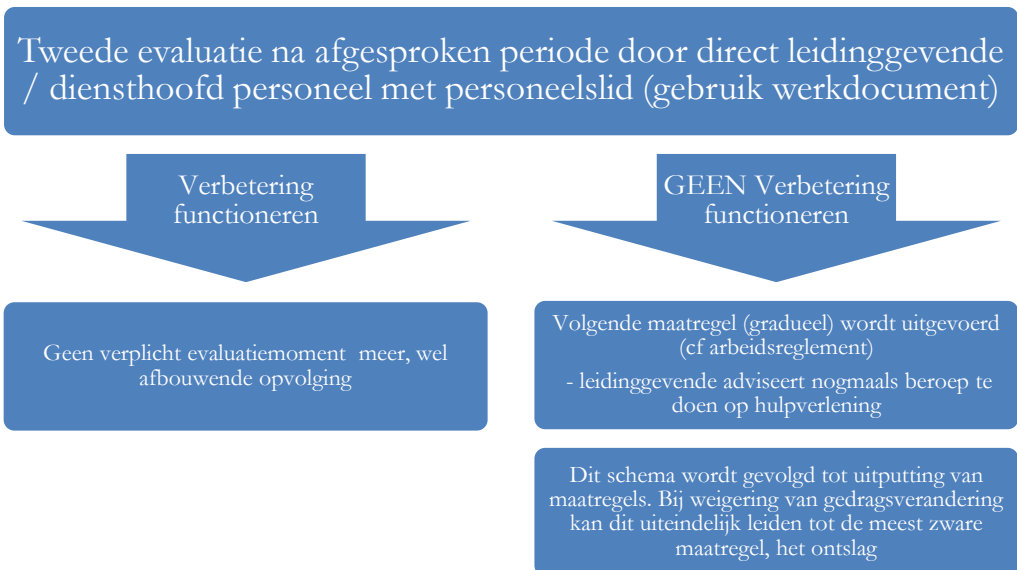 Tweede evaluatie na afgesproken periode door direct leidinggevende
/ diensthoofd personeel met personeelslid (gebruik werkdocument)
Verbetering
functioneren
Geen verplicht evaluatiemoment meer, wel
afbouwende opvolging
GEEN Verbetering
functioneren
Volgende maatregel (gradueel) wordt uitgevoerd
(cf arbeidsreglement)
- leidinggevende adviseert nogmaals beroep te
doen op hulpverlening
Dit schema wordt gevolgd tot uitputting van
maatregels. Bij weigering van gedragsverandering
kan dit uiteindelijk leiden tot de meest zware
maatregel, het ontslag